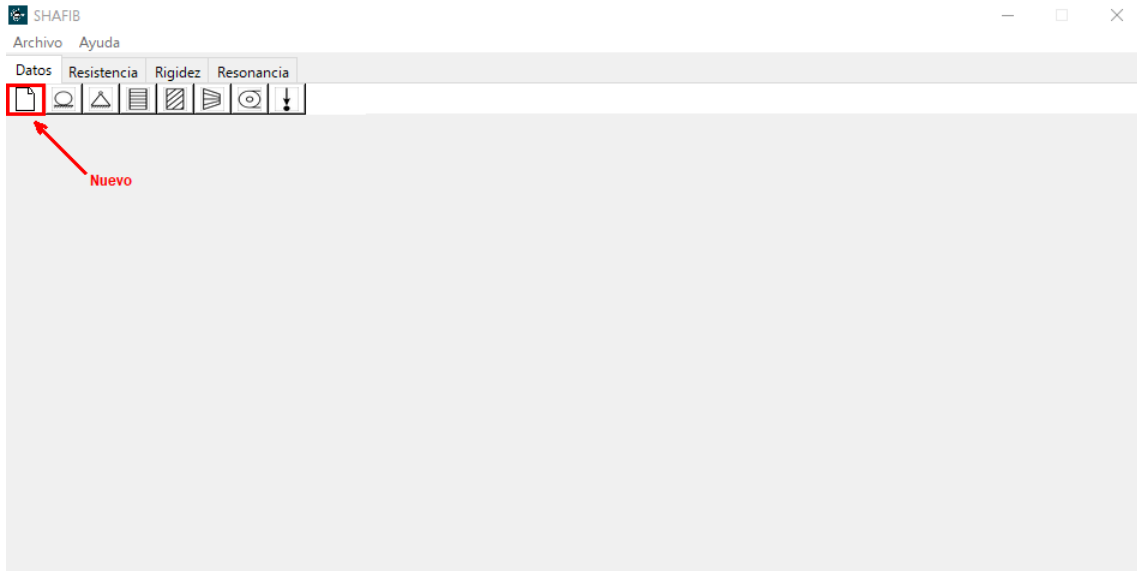 SHAFIB
Archivo Ayuda
Datos Resistencia Rigidez Resonancia
Nuevo